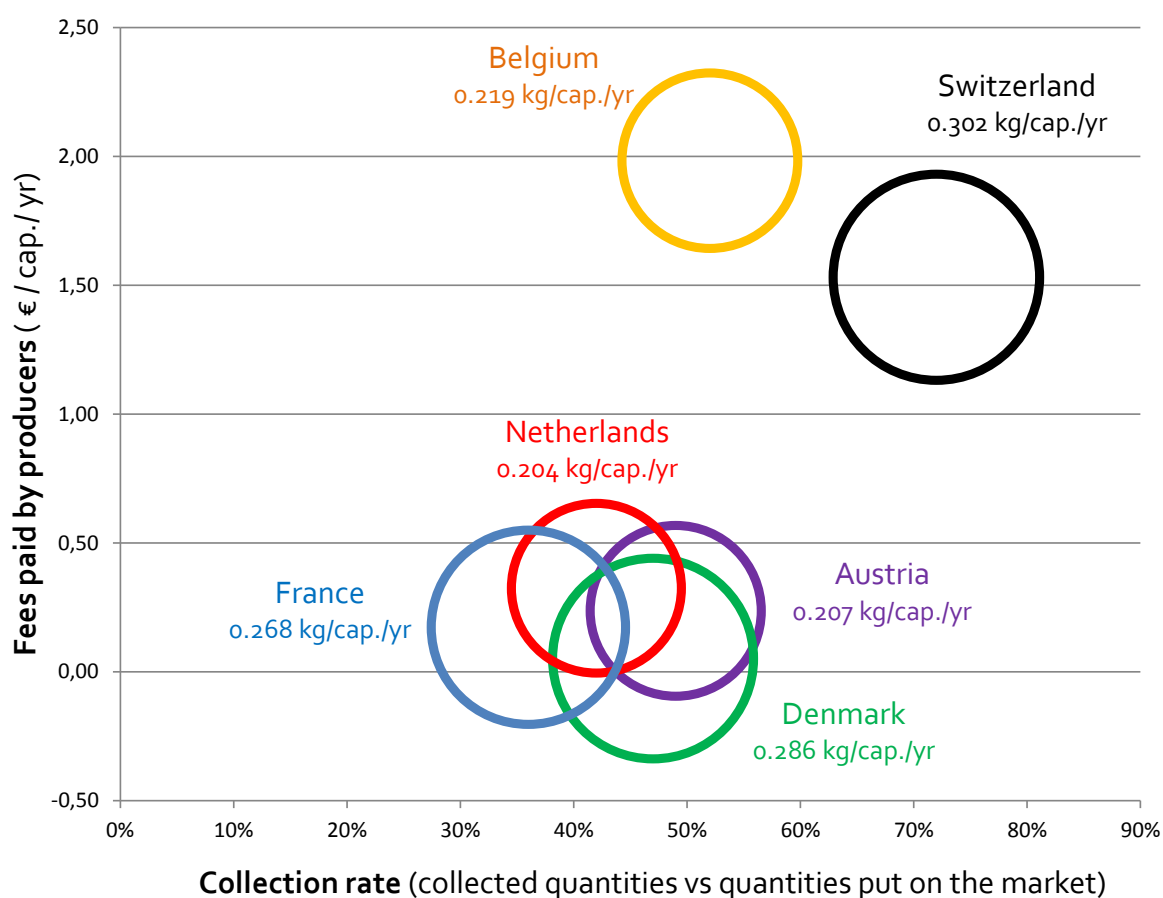 Fees paid by producers ( € / cap./ yr)
2,50
2,00
1,50
1,00
0,50
0,00
-0,50
Belgium
0.219 kg/cap./yr
Switzerland
0.302 kg/cap./yr
Netherlands
0.204 kg/cap./yr
France
0.268 kg/cap./yr
Austria
0.207 kg/cap./yr
Denmark
0.286 kg/cap./yr
0% 10% 20% 30% 40% 50% 60% 70% 80% 90%
Collection rate (collected quantities vs quantities put on the market)